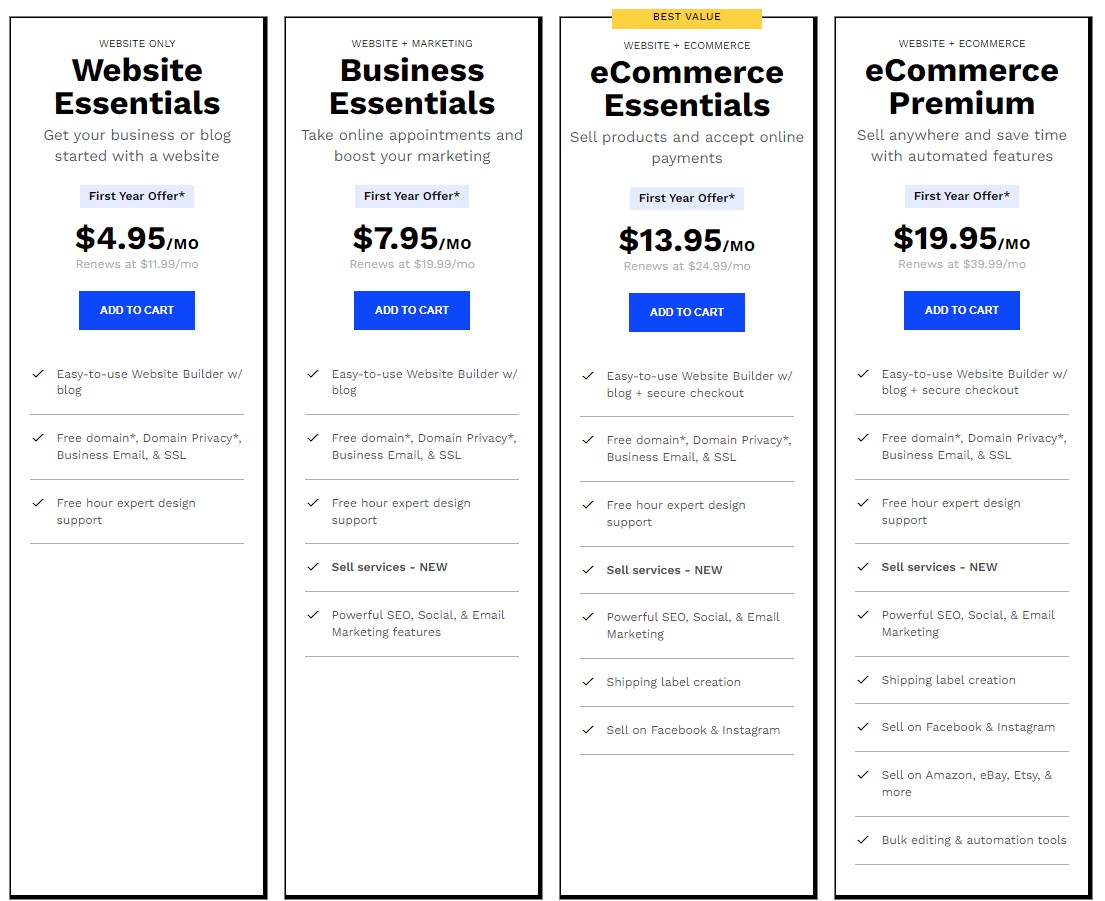 WEBSITE ONLY
Website
Essentials
Get your business or blog
started with a website
First Year Offer*
$4.95/MO
Renews at $11.99/mo
ADD TO CART
Easy-to-use Website Builder w/
blog
Free domain*, Domain Privacy*,
Business Email, & SSL
Free hour expert design
support
WEBSITE + MARKETING
Business
Essentials
Take online appointments and
boost your marketing
First Year Offer*
$7.95/MO
Renews at $19.99/mo
ADD TO CART
Easy-to-use Website Builder w/
blog
Free domain*, Domain Privacy*,
Business Email, & SSL
Free hour expert design
support
Sell services - NEW
Powerful SEO, Social, & Email
Marketing features
BEST VALUE
WEBSITE + ECOMMERCE
eCommerce
Essentials
Sell products and accept online
payments
First Year Offer*
$13.95/MO
Renews at $24.99/mo
ADD TO CART
Easy-to-use Website Builder w/
blog + secure checkout
Free domain*, Domain Privacy*,
Business Email, & SSL
Free hour expert design
support
Sell services - NEW
Powerful SEO, Social, & Email
Marketing
Shipping label creation
Sell on Facebook & Instagram
WEBSITE + ECOMMERCE
eCommerce
Premium
Sell anywhere and save time
with automated features
First Year Offer*
$19.95/MO
Renews at $39.99/mo
ADD TO CART
Easy-to-use Website Builder w/
blog + secure checkout
Free domain*, Domain Privacy*,
Business Email, & SSL
Free hour expert design
support
Sell services - NEW
Powerful SEO, Social, & Email
Marketing
Shipping label creation
Sell on Facebook & Instagram
Sell on Amazon, eBay, Etsy, &
more
Bulk editing & automation tools